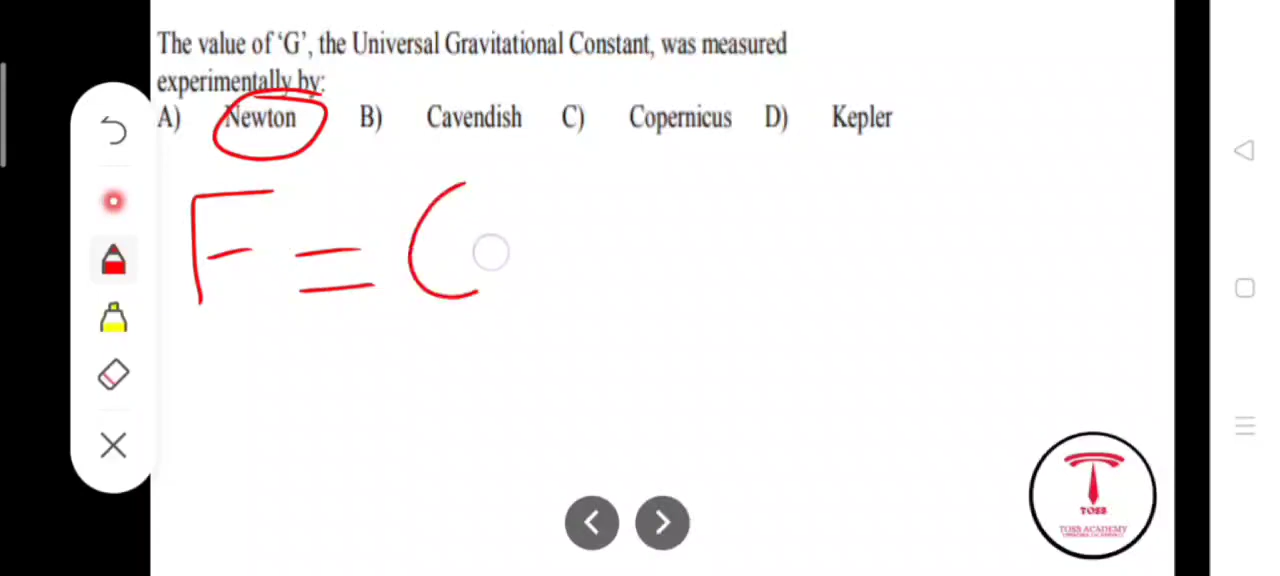 The value of ‘G’, the Universal Gravitational Constant, was measured
experimentally by:
A) Newton B) Cavendish C) Copernicus D) Kepler
F = G
TOSS
TOSS ACADEMY